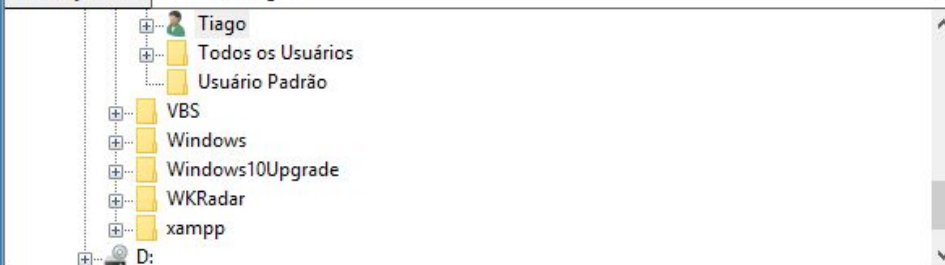 Tiago
Todos os Usuários
Usuário Padrão
VBS
Windows
Windows10Upgrade
WKRadar
xampp
D: